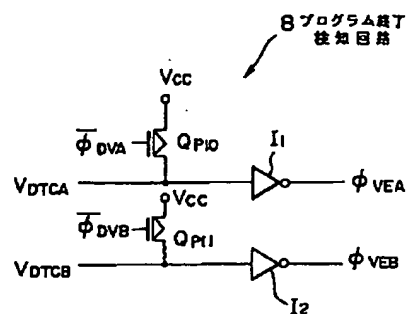 8 プログラム終了
検知回路
Vcc
φDVA
QP10
I1
VDTCA
φVEA
Vcc
φDVB
QP11
VDTCB
φVEB
I2